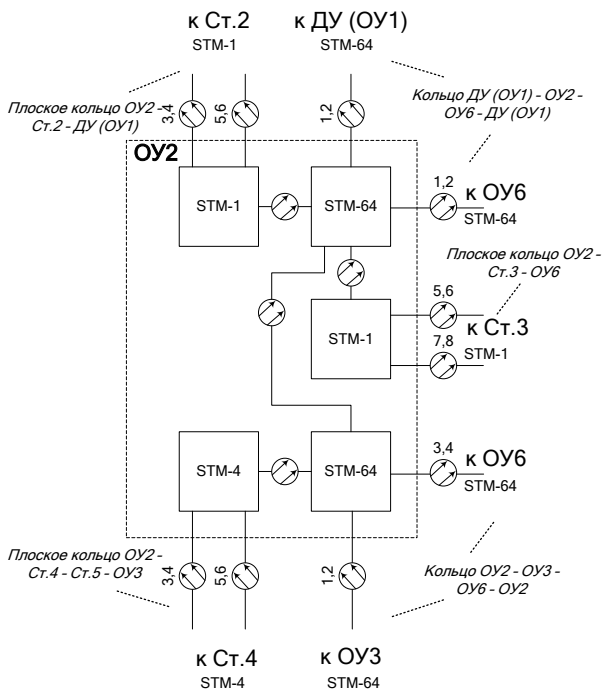 к Ст.2
STM-1
к ДУ (ОУ1)
STM-64
Плоское кольцо ОУ2 -
Ст.2 - ДУ (ОУ1)
3,4
5,6
1,2
Кольцо ДУ (ОУ1) - ОУ2 -
ОУ6 - ДУ (ОУ1)
ОУ2
STM-1
STM-64
1,2
к ОУ6
STM-64
Плоское кольцо ОУ2 -
Ст.3 - ОУ6
STM-1
5,6
к Ст.3
7,8
STM-1
STM-4
STM-64
3,4
к ОУ6
STM-64
Плоское кольцо ОУ2 -
Ст.4 - Ст.5 - ОУ3
3,4
5,6
1,2
Кольцо ОУ2 - ОУ3 -
ОУ6 - ОУ2
к Ст.4
STM-4
к ОУ3
STM-64